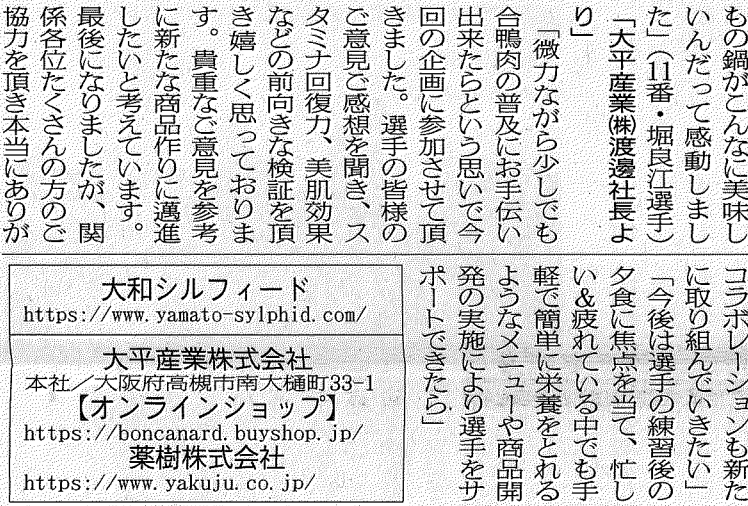 もの鍋がこんなに美味し
いんだって感動しまし
た」(11番・堀良江選手)
「大平産業㈱渡邊社長よ
り」
「微力ながら少しでも
合鴨肉の普及にお手伝い
出来たらという思いで今
回の企画に参加させて頂
きました。選手の皆様の
ご意見ご感想を聞き、ス
タミナ回復力、美肌効果
などの前向きな検証を頂
き嬉しく思っておりま
す。貴重なご意見を参考
に新たな商品作りに邁進
したいと考えています。
最後になりましたが、関
係各位たくさんの方のご
協力を頂き本当にありが
コラボレーションも新た
に取り組んでいきたい」
「今後は選手の練習後の
夕食に焦点を当て、忙し
い&疲れている中でも手
軽で簡単に栄養をとれる
ようなメニューや商品開
発の実施により選手をサ
ポートできたら」
大和シルフィード
https://www.yamato-sylphid.com/
大平産業株式会社
本社/大阪府高槻市南大樋町33-1
【オンラインショップ】
https://boncanard.buyshop.jp/
薬樹株式会社
https://www.yakuju.co.jp/